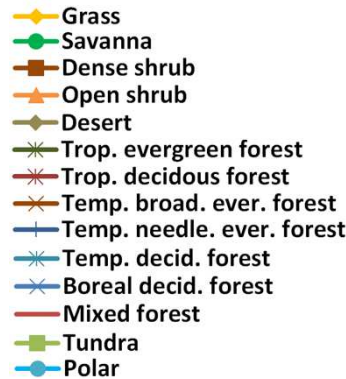 Grass
Savanna
Dense shrub
Open shrub
Desert
Trop. evergreen forest
Trop. decidous forest
Temp. broad. ever. forest
Temp. needle. ever. forest
Temp. decid. forest
Boreal decid. forest
Mixed forest
Tundra
Polar